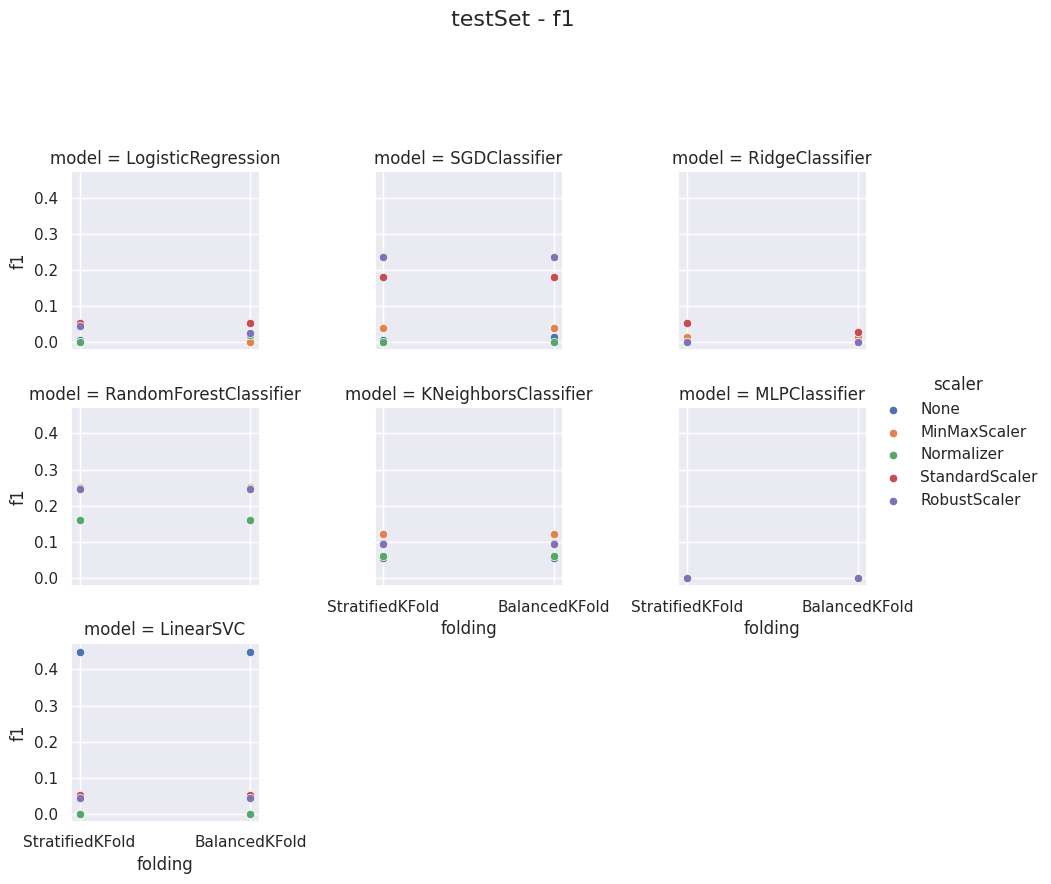 testSet - f1
model = LogisticRegression
model = SGDClassifier
model = RidgeClassifier
0.4
0.3
0.2
0.1
0.0
f1
model = RandomForestClassifier
model = KNeighborsClassifier
model = MLPClassifier
0.4
0.3
0.2
0.1
0.0
f1
StratifiedKFold
BalancedKFold
folding
StratifiedKFold
BalancedKFold
folding
scaler
None
MinMaxScaler
Normalizer
StandardScaler
RobustScaler
model = LinearSVC
0.4
0.3
0.2
0.1
0.0
f1
StratifiedKFold
BalancedKFold
folding